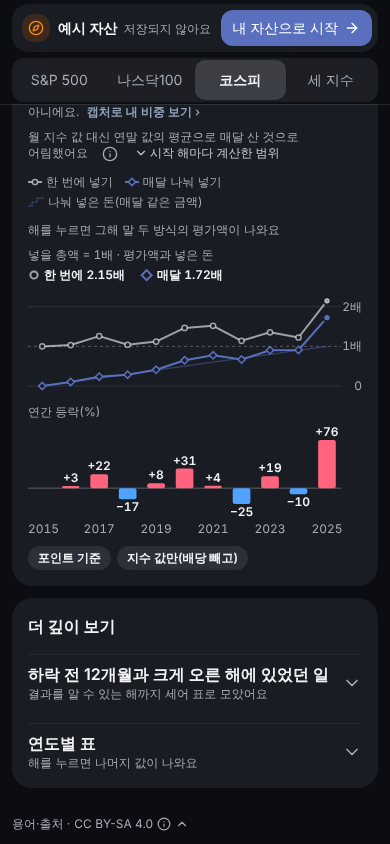 예시 자산 저장되지 않아요 내 자산으로 시작 →
S&P 500 나스닥100 코스피 세 지수
아니에요. 캡처로 내 비중 보기 ›
월 지수 값 대신 연말 값의 평균으로 매달 산 것으로
어림했어요 시작 해마다 계산한 범위
한 번에 넣기 매달 나눠 넣기
나눠 넣은 돈(매달 같은 금액)
해를 누르면 그해 말 두 방식의 평가액이 나와요
넣을 총액 = 1배 · 평가액과 넣은 돈
한 번에 2.15배 매달 1.72배
2배
1배
0
연간 등락(%)
+3 +22 −17 +8 +31 +4 −25 +19 −10 +76
2015 2017 2019 2021 2023 2025
포인트 기준 지수 값만(배당 빼고)
더 깊이 보기
하락 전 12개월과 크게 오른 해에 있었던 일
결과를 알 수 있는 해까지 세어 표로 모았어요
연도별 표
해를 누르면 나머지 값이 나와요
용어·출처 · CC BY-SA 4.0